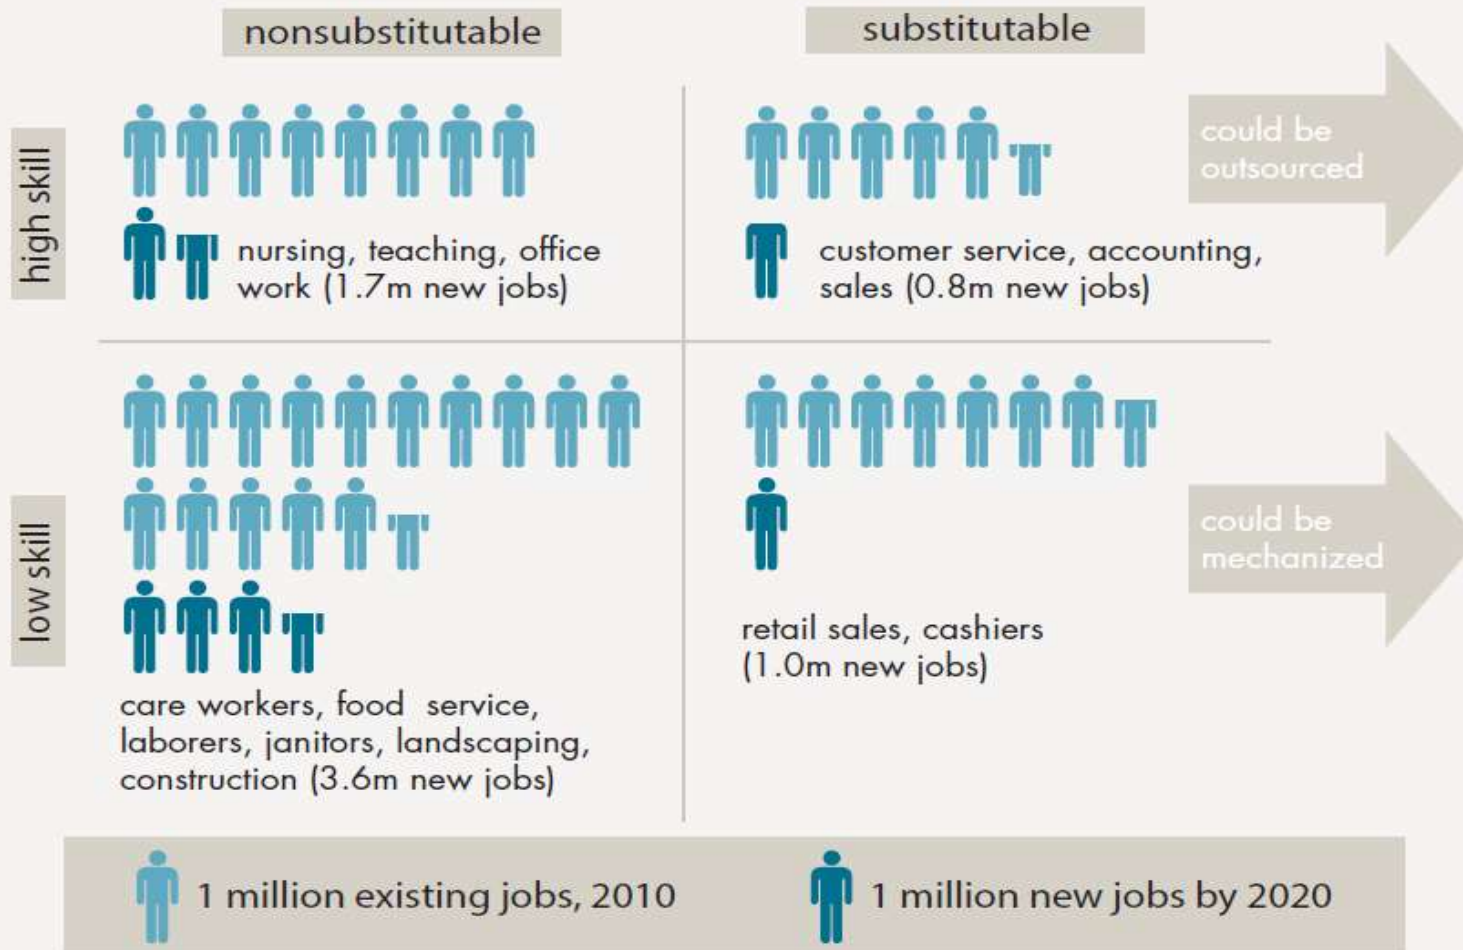 nonsubstitutable
substitutable
high skill
nursing, teaching, office
work (1.7m new jobs)
customer service, accounting,
sales (0.8m new jobs)
could be
outsourced
low skill
care workers, food service,
laborers, janitors, landscaping,
construction (3.6m new jobs)
retail sales, cashiers
(1.0m new jobs)
could be
mechanized
1 million existing jobs, 2010
1 million new jobs by 2020